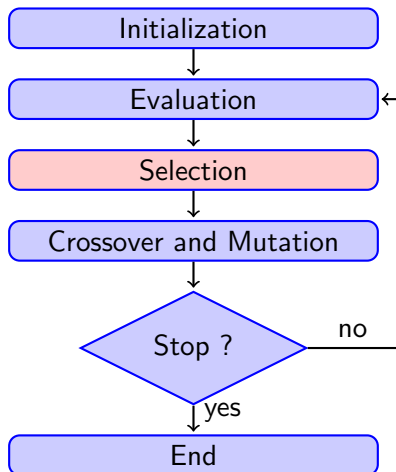 Initialization
Evaluation
Selection
Crossover and Mutation
Stop ?
no
yes
End